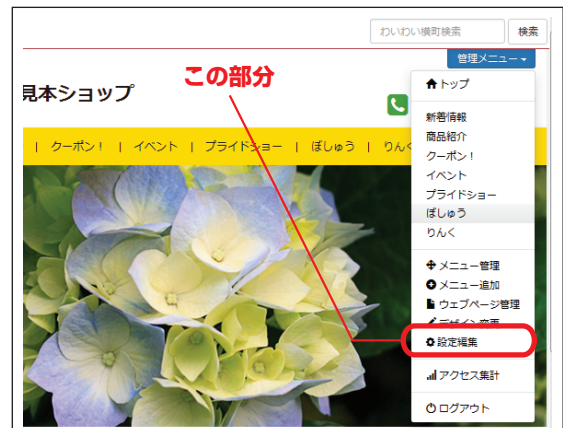 わいわい横町検索 検索
管理メニュー
この部分
見本ショップ
トップ
| クーポン！ | イベント | プライドショー | ぼしゅう | りんく
新着情報
商品紹介
クーポン！
イベント
プライドショー
ぼしゅう
りんく
メニュー管理
メニュー追加
ウェブページ管理
デザイン変更
設定編集
アクセス集計
ログアウト